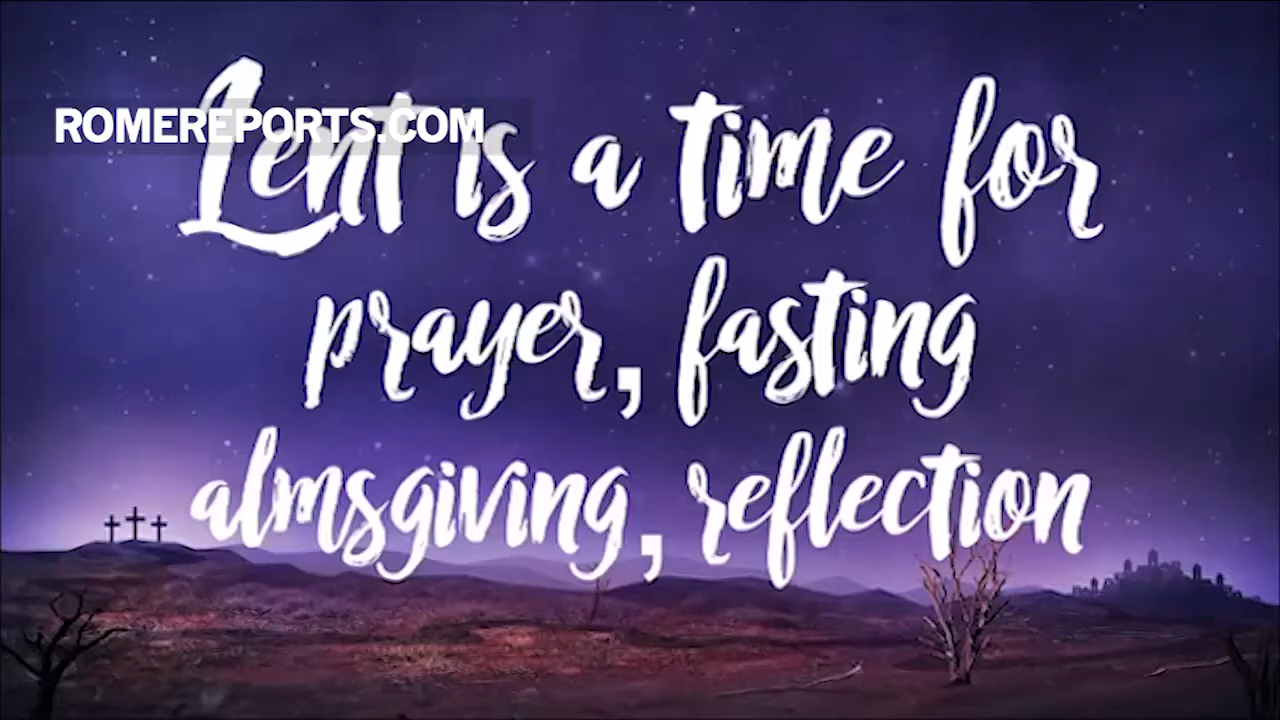 ROMEREPORTS.COM
Lent is a time for
prayer, fasting
almsgiving, reflection